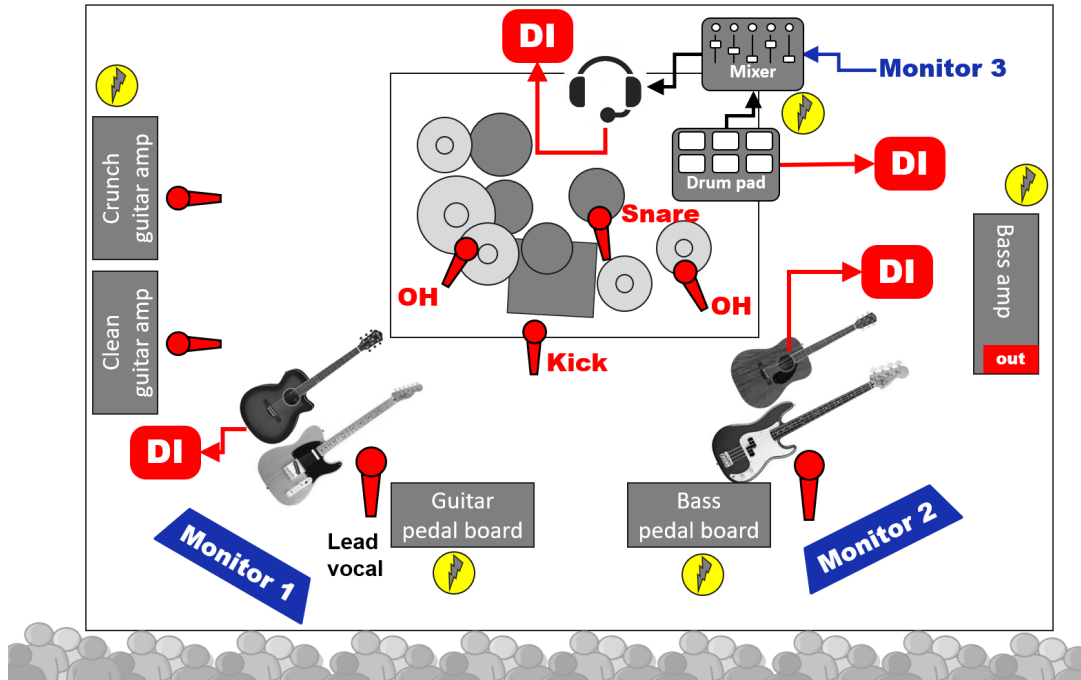 DI
Mixer
Monitor 3
Crunch
guitar amp
Drum pad
DI
Snare
Bass amp
out
OH
OH
DI
Clean
guitar amp
Kick
DI
Guitar
pedal board
Bass
pedal board
Lead
vocal
Monitor 1
Monitor 2